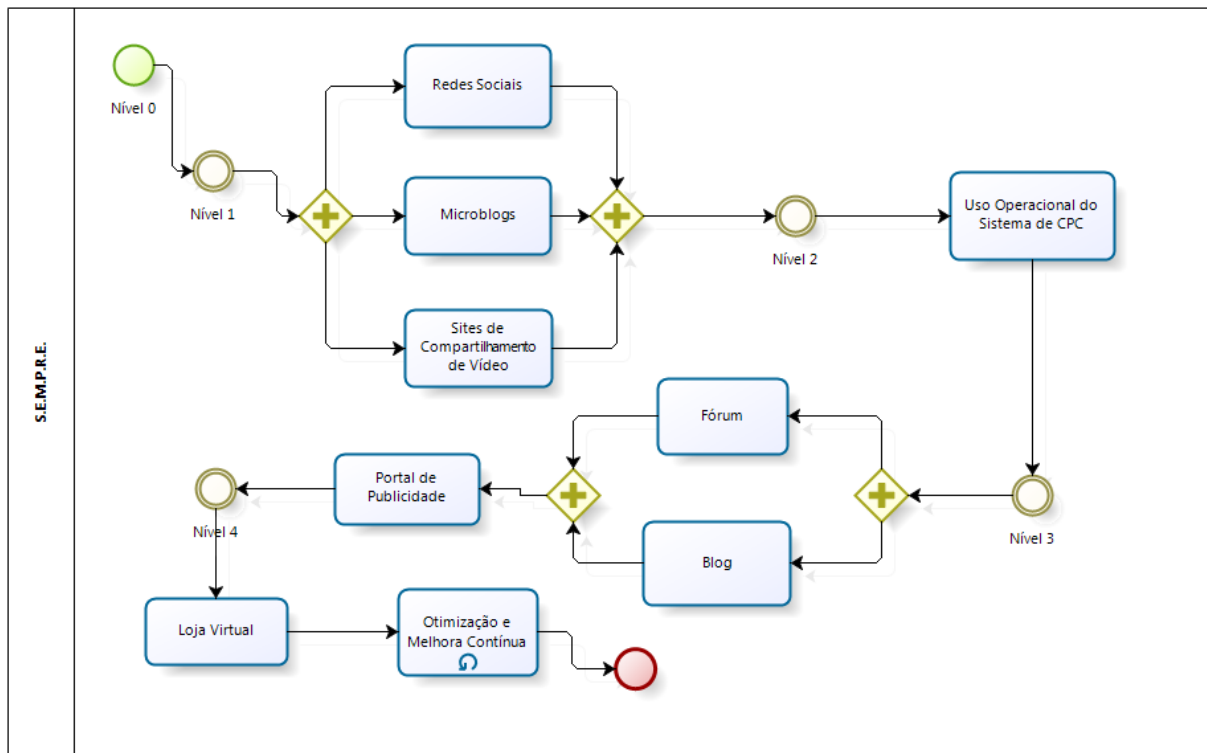 S.E.M.P.R.E.
Nível 0
Nível 1
Redes Sociais
Microblogs
Sites de
Compartilhamento
de Vídeo
Nível 2
Uso Operacional do
Sistema de CPC
Nível 3
Fórum
Blog
Portal de
Publicidade
Nível 4
Loja Virtual
Otimização e
Melhora Contínua